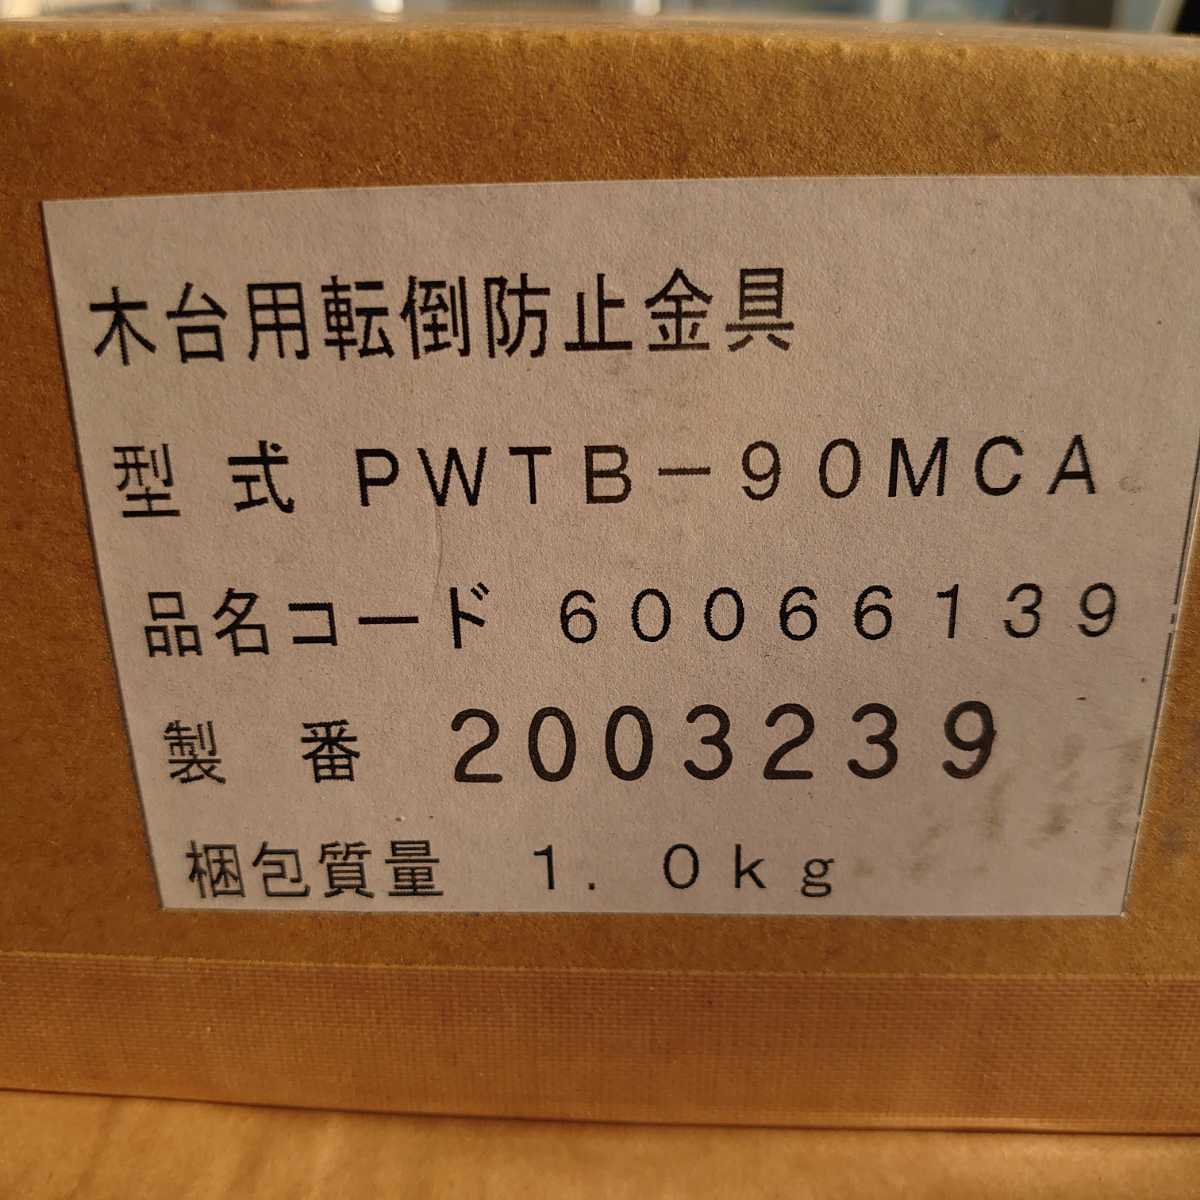 木台用転倒防止金具
型式 PWTB-90MCA
品名コード 60066139
製番 2003239
梱包質量 1.0kg